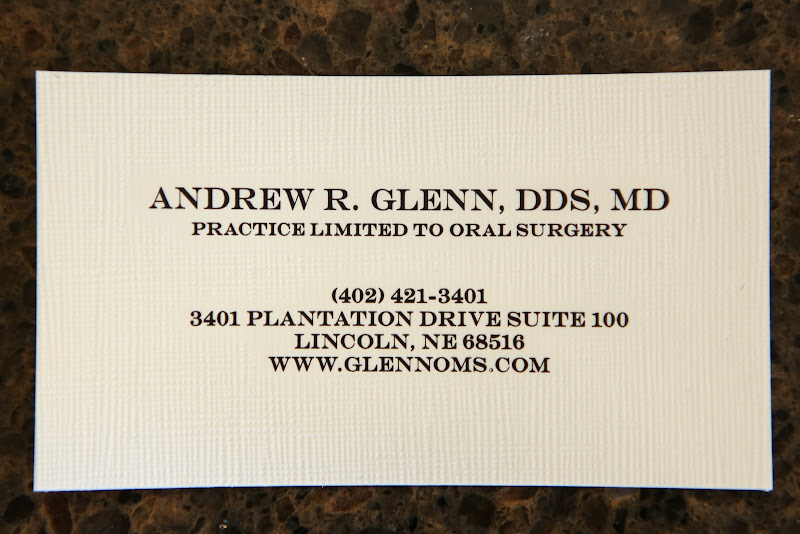 ANDREW R. GLENN, DDS, MD
PRACTICE LIMITED TO ORAL SURGERY
(402) 421-3401
3401 PLANTATION DRIVE SUITE 100
LINCOLN, NE 68516
WWW.GLENNOMS.COM